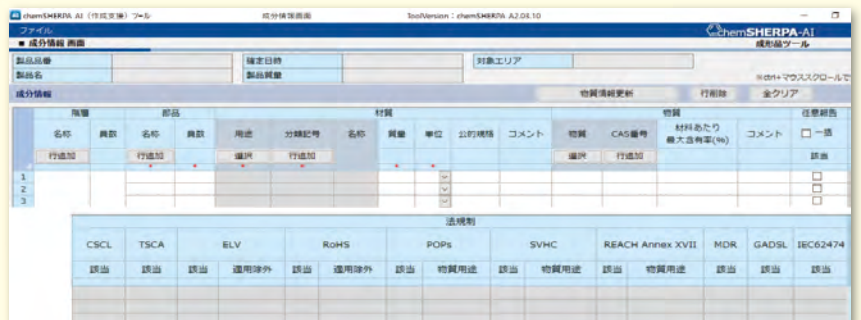 chemSHERPA AI（作成支援）ツール 成分情報画面 ToolVersion：chemSHERPA A2.03.10
ファイル chemSHERPA-AI
■ 成分情報 画面 成形品ツール
製品品番 確定日時 対象エリア
製品名 製品質量 ※ctrl+マウススクロールで
成分情報 物質情報更新 行削除 全クリア
階層 部品 材質 物質 任意報告
名称 員数 名称 員数 用途 分類記号 名称 質量 単位 公的規格 コメント 物質 CAS番号 材料あたり最大含有率(%) コメント 一括
行追加 行追加 選択 行追加 選択 行追加 該当
1
2
3
法規制
CSCL TSCA ELV RoHS POPs SVHC REACH Annex XVII MDR GADSL IEC62474
該当 該当 該当 適用除外 該当 適用除外 該当 物質用途 該当 物質用途 該当 物質用途 該当 該当 該当